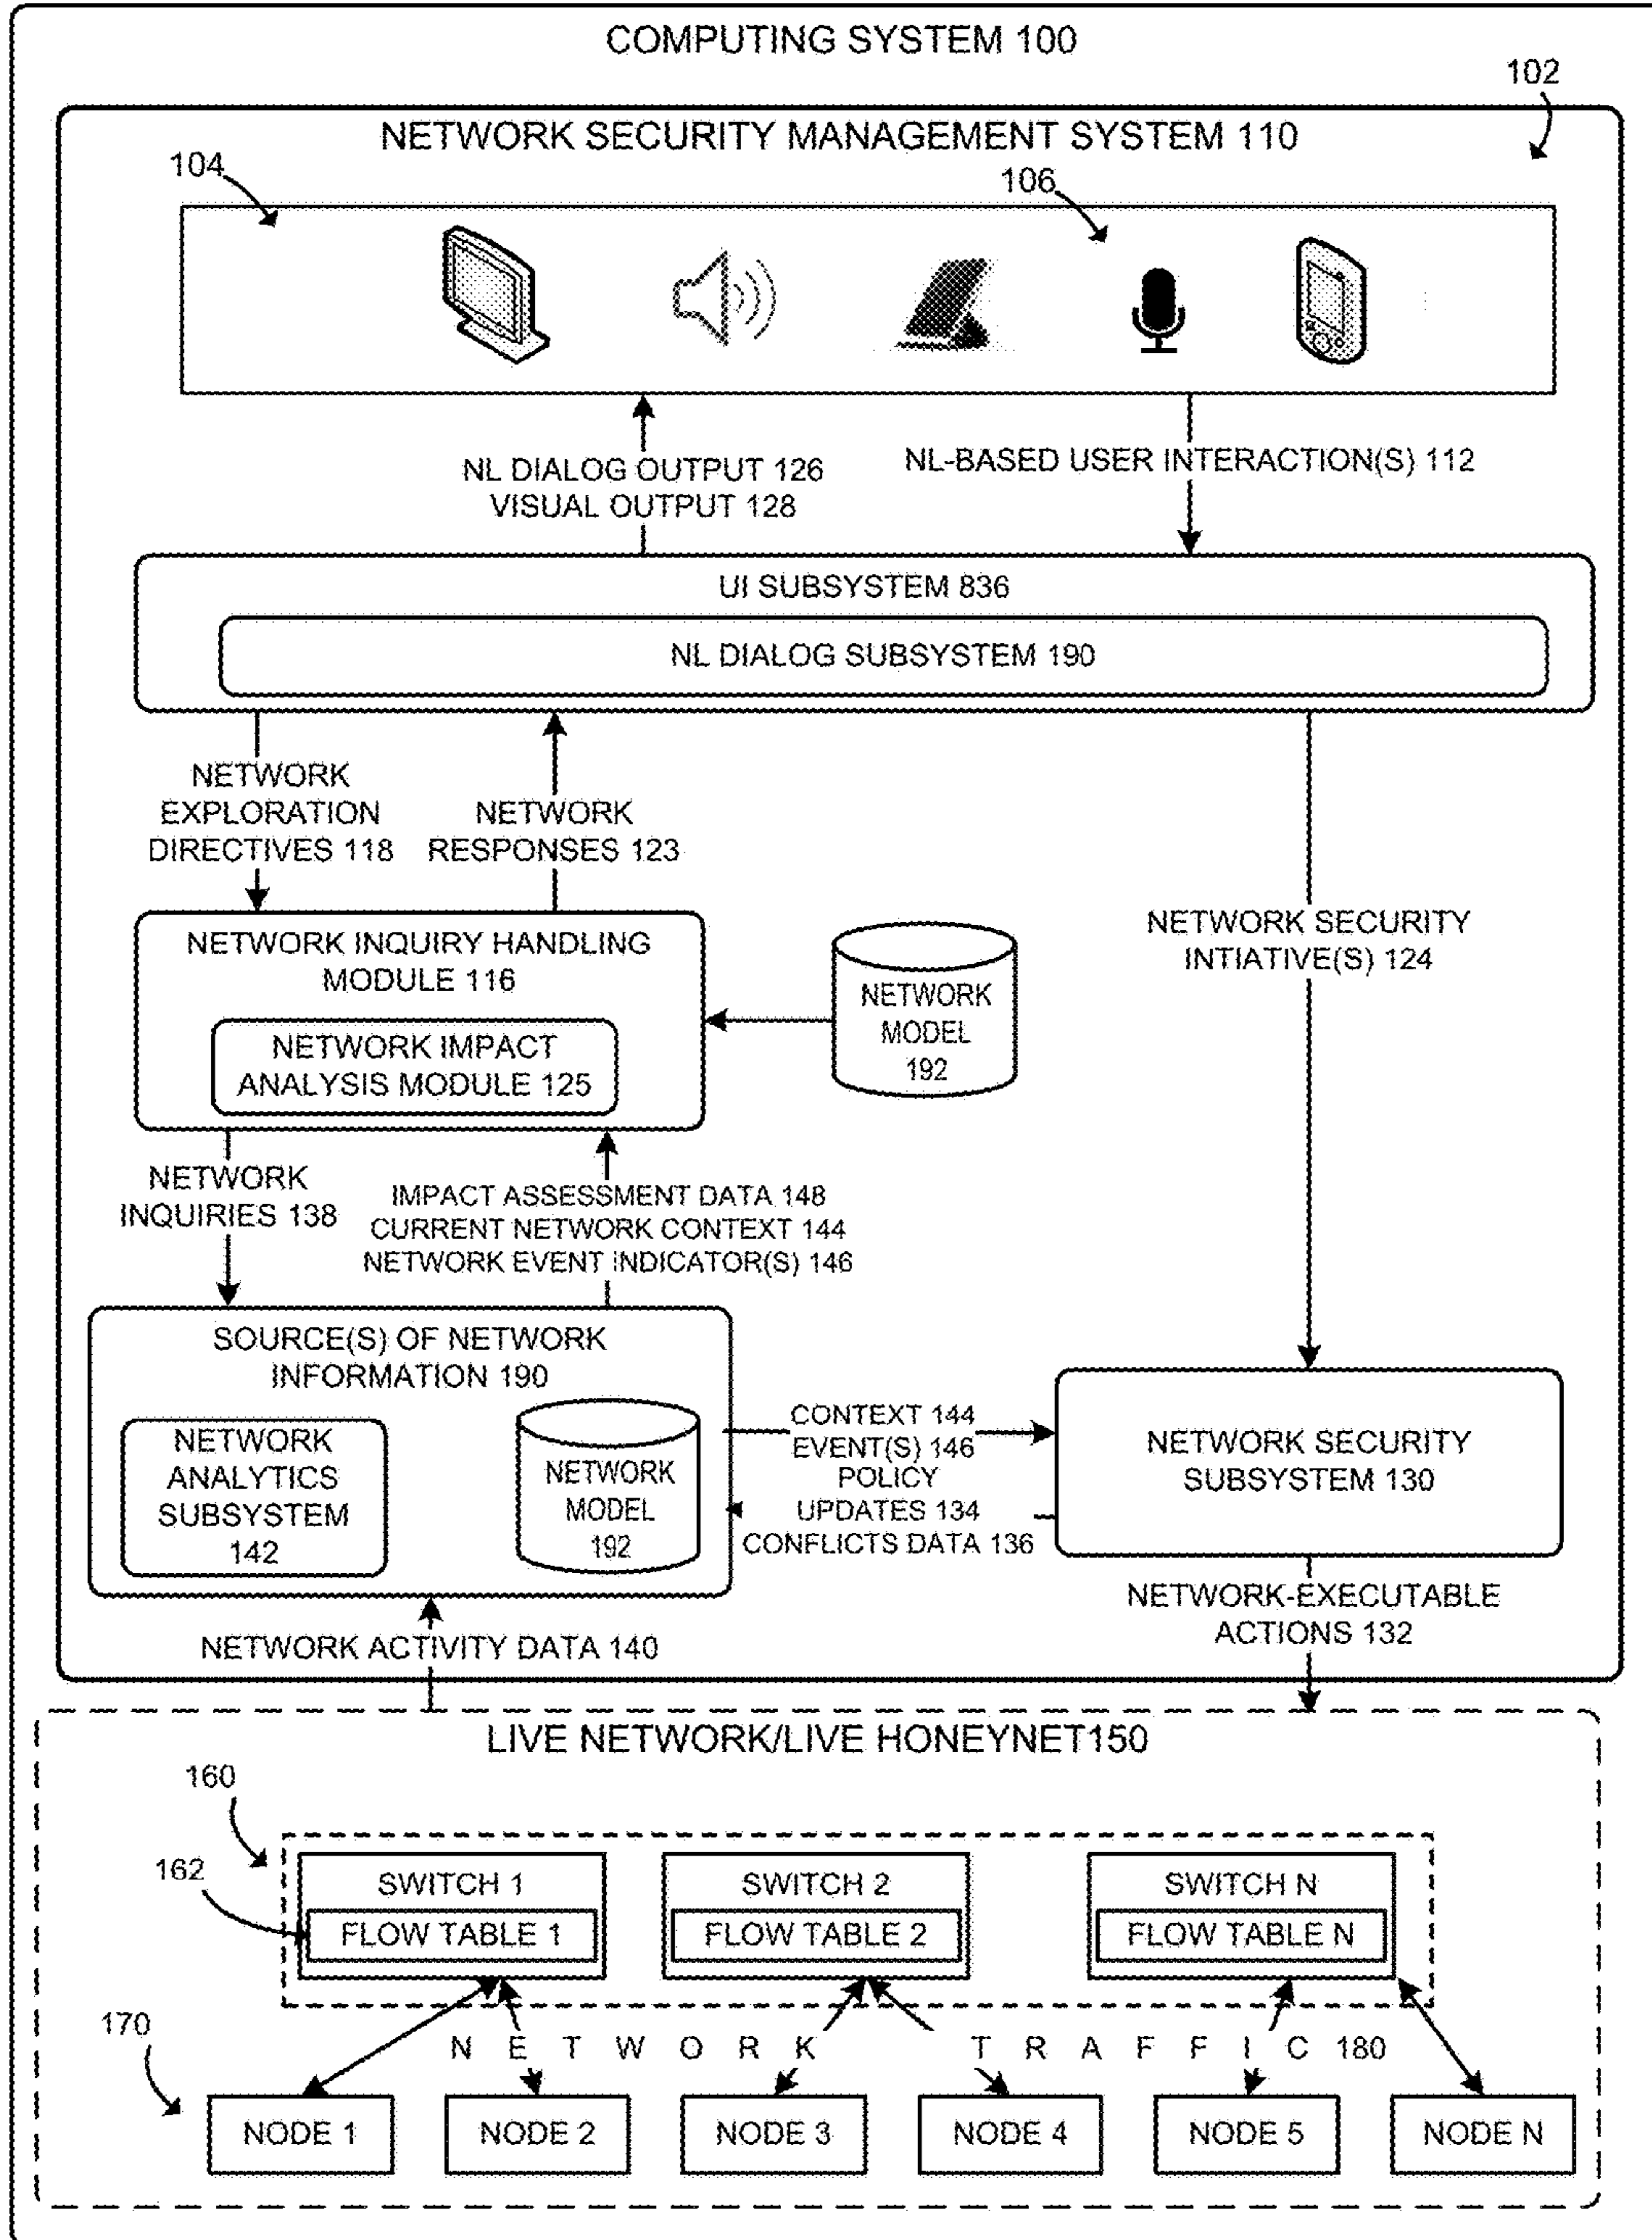 COMPUTING SYSTEM 100
102
NETWORK SECURITY MANAGEMENT SYSTEM 110
104
106
NL DIALOG OUTPUT 126
VISUAL OUTPUT 128
NL-BASED USER INTERACTION(S) 112
UI SUBSYSTEM 836
NL DIALOG SUBSYSTEM 190
NETWORK
EXPLORATION
DIRECTIVES 118
NETWORK
RESPONSES 123
NETWORK SECURITY
INTIATIVE(S) 124
NETWORK INQUIRY HANDLING
MODULE 116
NETWORK IMPACT
ANALYSIS MODULE 125
NETWORK
MODEL
192
NETWORK
INQUIRIES 138
IMPACT ASSESSMENT DATA 148
CURRENT NETWORK CONTEXT 144
NETWORK EVENT INDICATOR(S) 146
SOURCE(S) OF NETWORK
INFORMATION 190
NETWORK
ANALYTICS
SUBSYSTEM
142
NETWORK
MODEL
192
CONTEXT 144
EVENT(S) 146
POLICY
UPDATES 134
CONFLICTS DATA 136
NETWORK SECURITY
SUBSYSTEM 130
NETWORK-EXECUTABLE
ACTIONS 132
NETWORK ACTIVITY DATA 140
LIVE NETWORK/LIVE HONEYNET150
160
162
SWITCH 1
FLOW TABLE 1
SWITCH 2
FLOW TABLE 2
SWITCH N
FLOW TABLE N
170
N E T W O R K T R A F F I C 180
NODE 1
NODE 2
NODE 3
NODE 4
NODE 5
NODE N